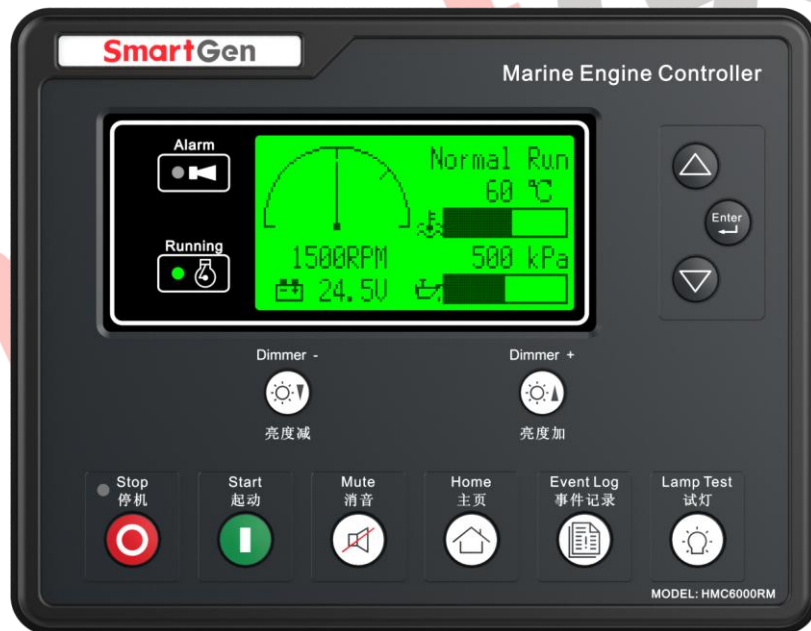 SmartGen
Marine Engine Controller
Alarm
Normal Run
60 ℃
Running
1500RPM
500 kPa
24.5V
Enter
Dimmer -
Dimmer +
亮度减
亮度加
Stop
停机
Start
起动
Mute
消音
Home
主页
Event Log
事件记录
Lamp Test
试灯
MODEL: HMC6000RM